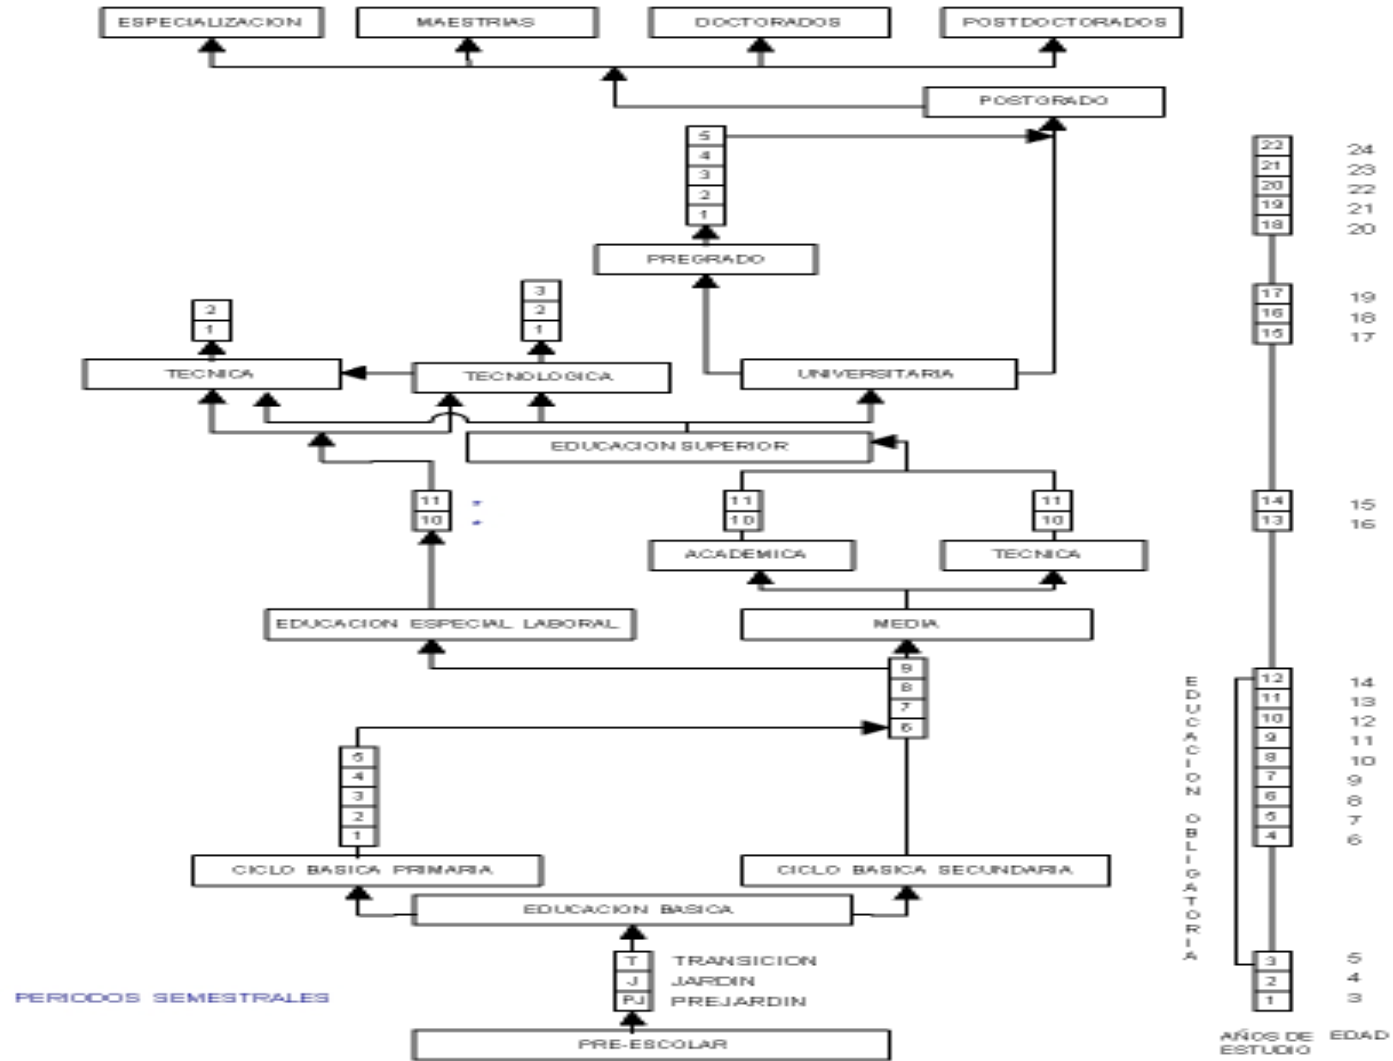 ESPECIALIZACION MAESTRIAS DOCTORADOS POSTDOCTORADOS
POSTGRADO
5
4
3
2
1
PREGRADO
2
1
3
2
1
TECNICA TECNOLOGICA UNIVERSITARIA
EDUCACION SUPERIOR
11 *
10 *
11
10
11
10
ACADEMICA TECNICA
EDUCACION ESPECIAL LABORAL MEDIA
9
8
7
6
5
4
3
2
1
CICLO BASICA PRIMARIA CICLO BASICA SECUNDARIA
EDUCACION BASICA
T TRANSICION
J JARDIN
PJ PREJARDIN
PRE-ESCOLAR
PERIODOS SEMESTRALES
22 24
21 23
20 22
19 21
18 20
17 19
16 18
15 17
14 15
13 16
12 14
11 13
10 12
9 11
8 10
7 9
6 8
5 7
4 6
3 5
2 4
1 3
EDUCACION OBLIGATORIA
AÑOS DE EDAD
ESTUDIO